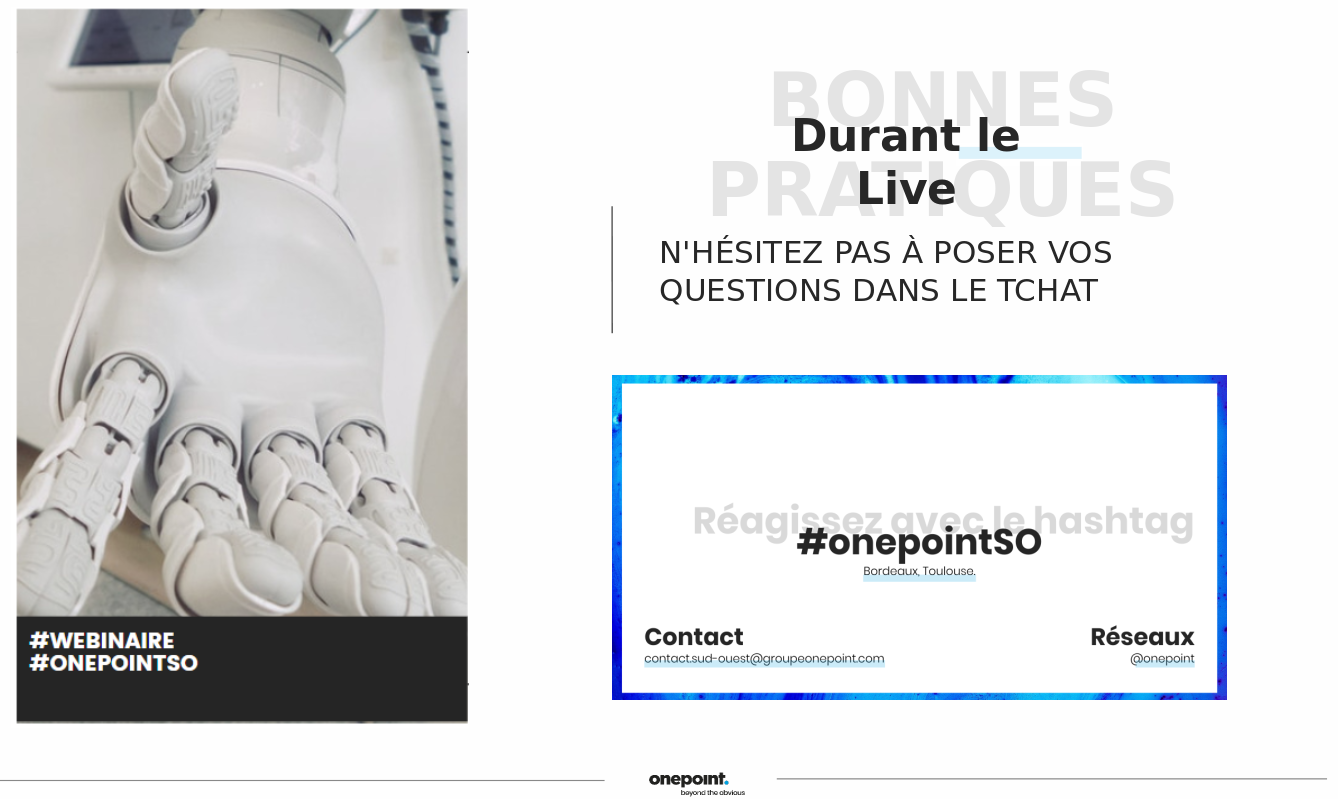 BONNES
PRATIQUES
Durant le
Live
N'HÉSITEZ PAS À POSER VOS
QUESTIONS DANS LE TCHAT
Réagissez avec le hashtag
#onepointSO
Bordeaux, Toulouse.
Contact
contact.sud-ouest@groupeonepoint.com
Réseaux
@onepoint
#WEBINAIRE
#ONEPOINTSO
onepoint.
beyond the obvious